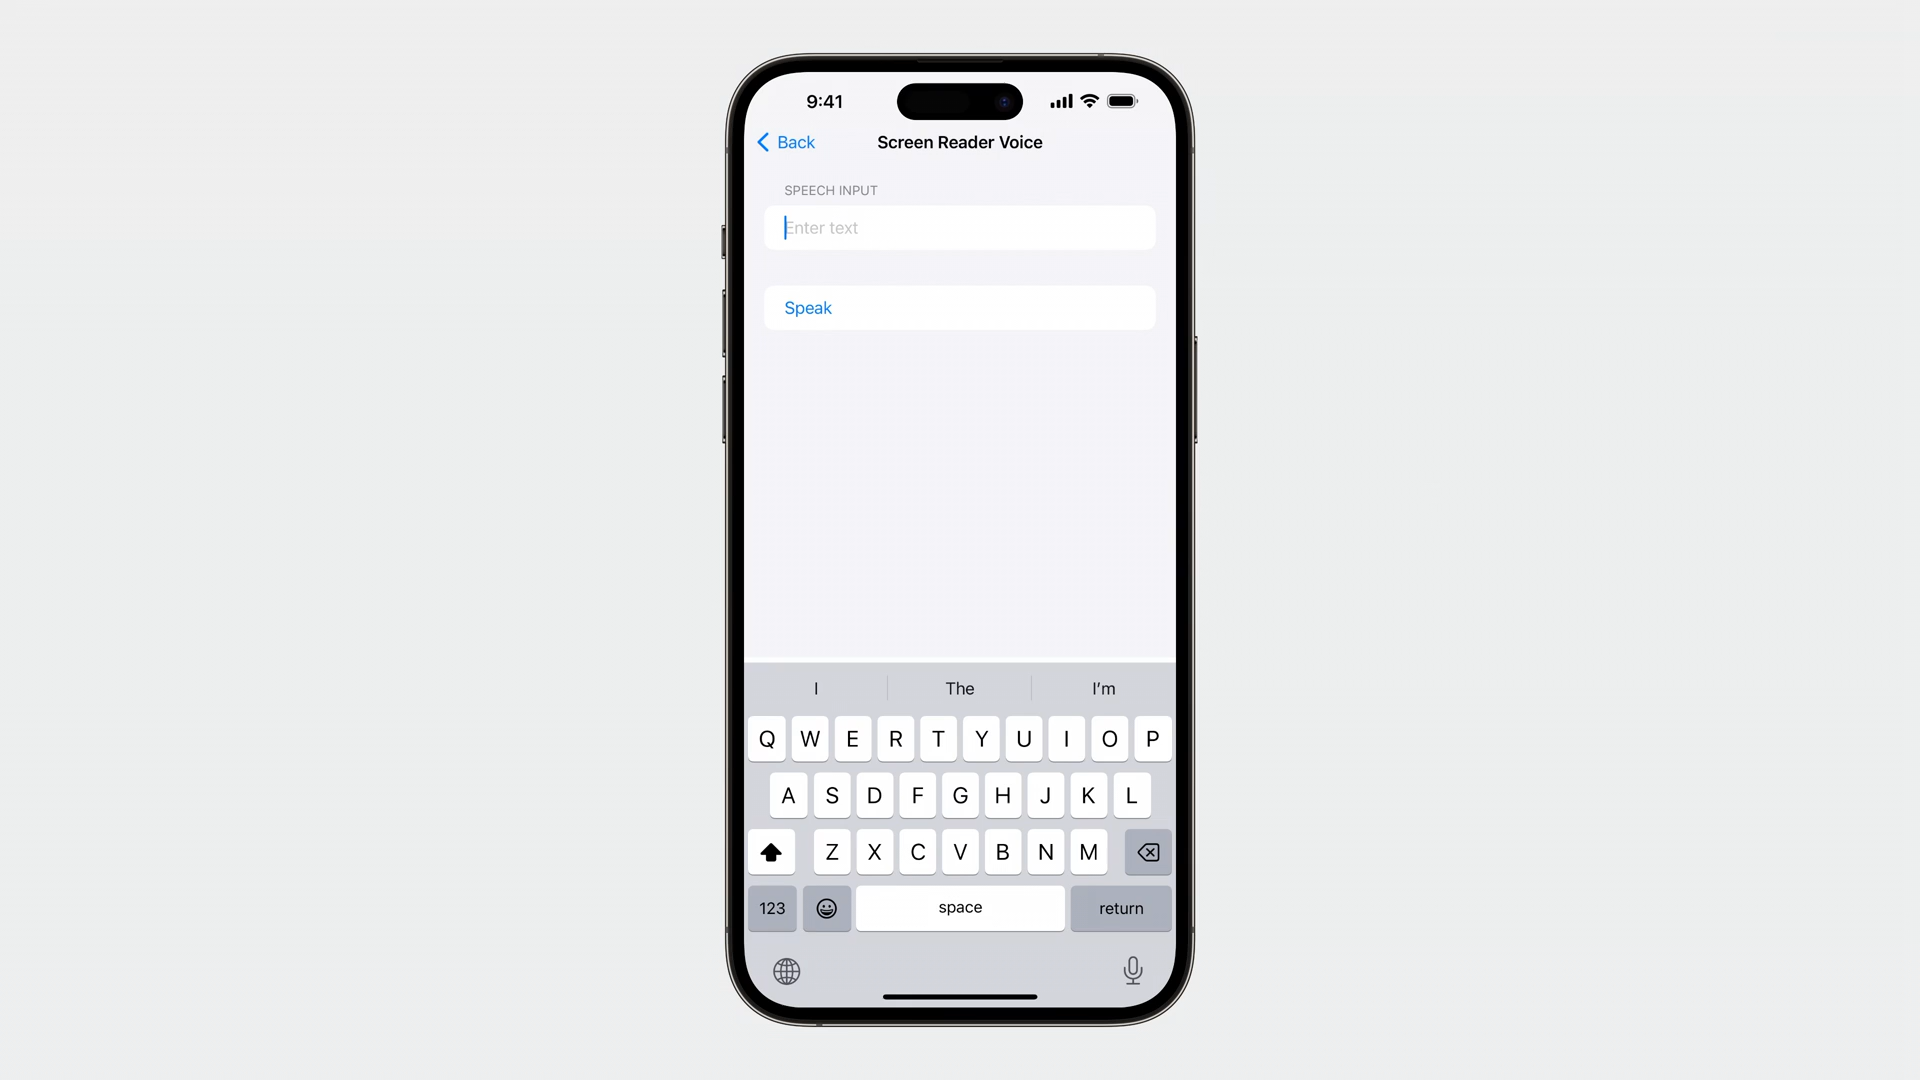 9:41
Back
Screen Reader Voice
SPEECH INPUT
Enter text
Speak
I The I’m
Q W E R T Y U I O P
A S D F G H J K L
Z X C V B N M
123 space return